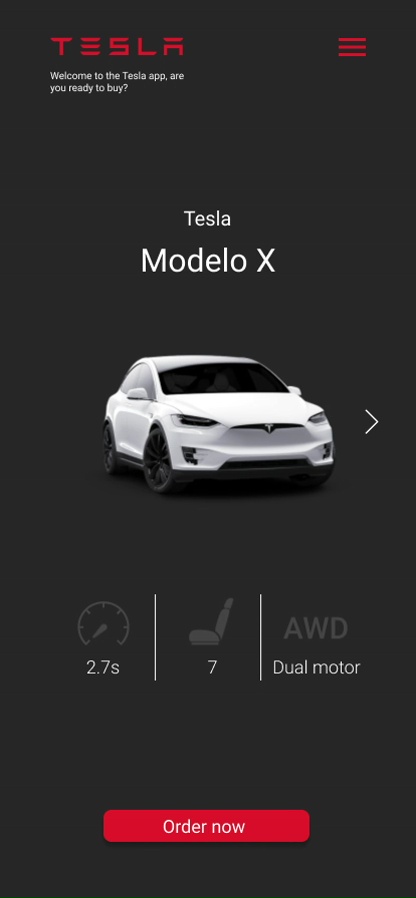 TESLA
Welcome to the Tesla app, are
you ready to buy?
Tesla
Modelo X
AWD
2.7s
7
Dual motor
Order now